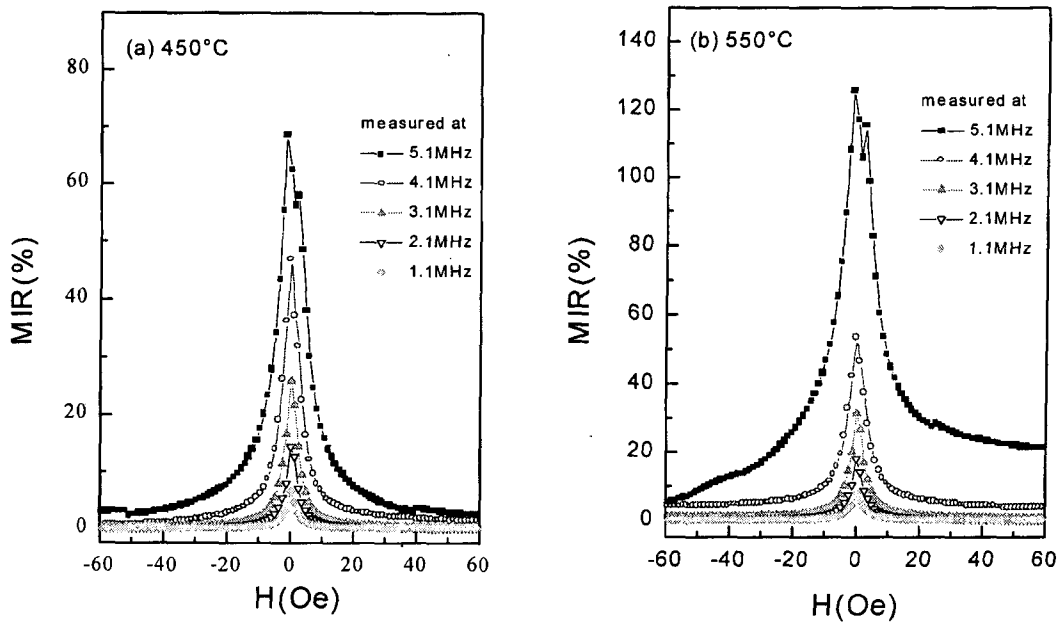 (a) 450°C
MIR(%)
80
60
40
20
0
measured at
5.1MHz
4.1MHz
3.1MHz
2.1MHz
1.1MHz
-60 -40 -20 0 20 40 60
H(Oe)
(b) 550°C
MIR(%)
140
120
100
80
60
40
20
0
measured at
5.1MHz
4.1MHz
3.1MHz
2.1MHz
1.1MHz
-60 -40 -20 0 20 40 60
H(Oe)